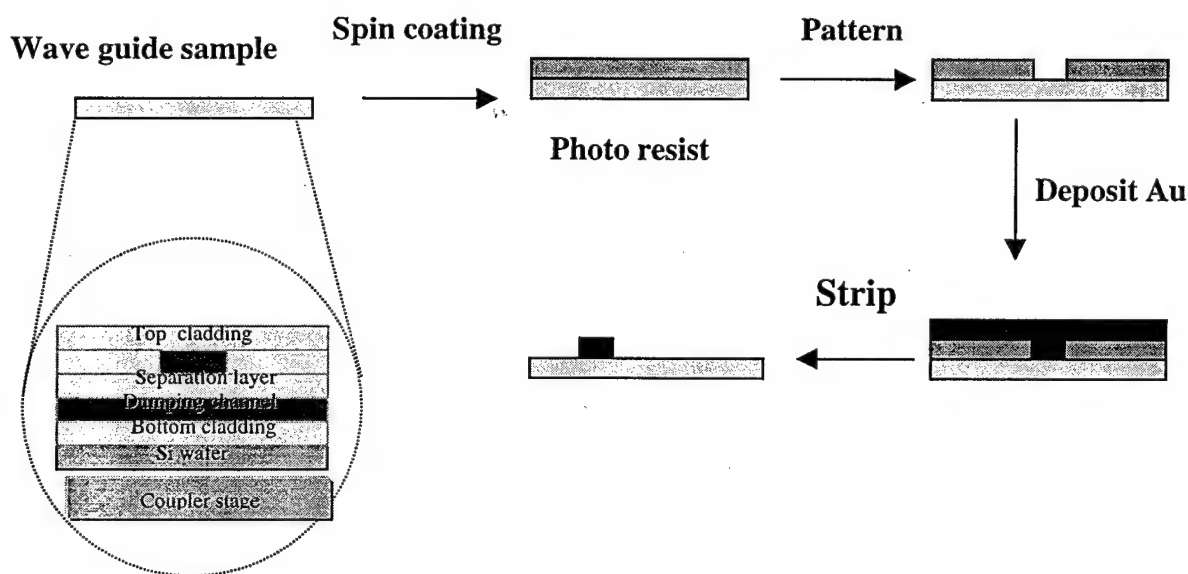 Wave guide sample
Spin coating
Pattern
Photo resist
Deposit Au
Strip
Top cladding
Separation layer
Dumping channel
Bottom cladding
Si wafer
Coupler stage